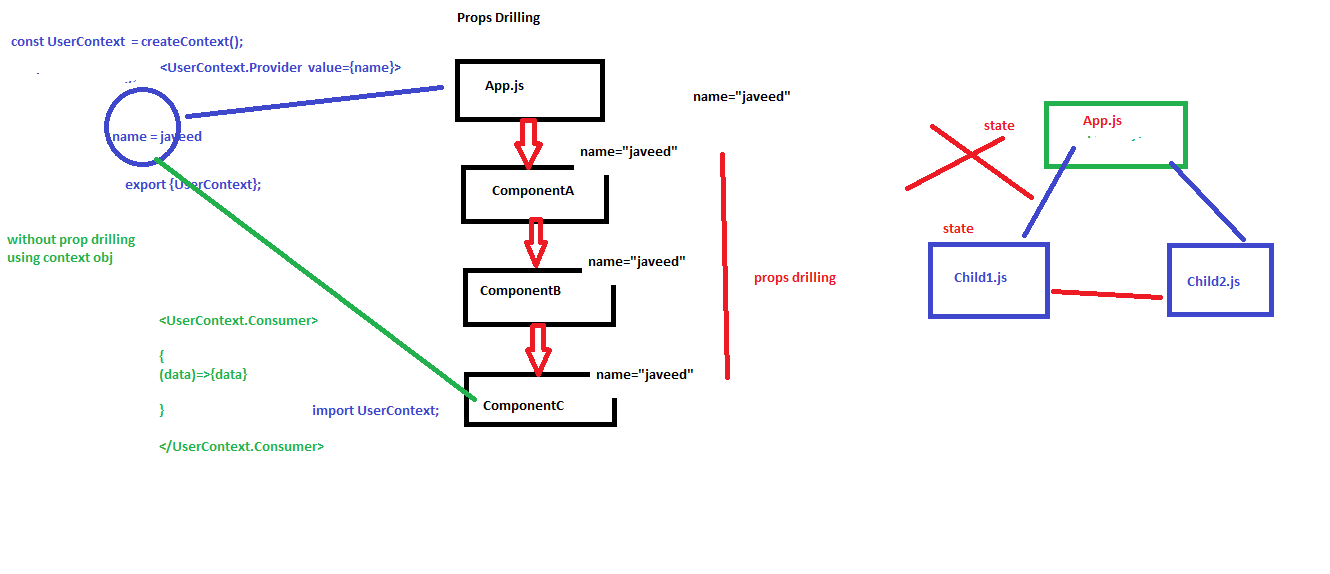 Props Drilling
const UserContext = createContext();
<UserContext.Provider value={name}>
App.js
name="javeed"
name = javeed
name="javeed"
ComponentA
export {UserContext};
without prop drilling
using context obj
name="javeed"
ComponentB
props drilling
<UserContext.Consumer>
{
(data)=>{data}
}
</UserContext.Consumer>
import UserContext;
name="javeed"
ComponentC
state
App.js
state
Child1.js
Child2.js